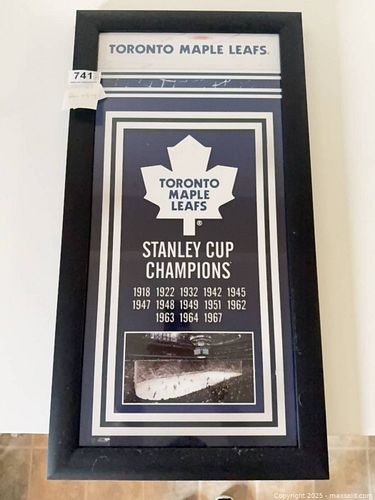 TORONTO MAPLE LEAFS®
741
TORONTO
MAPLE
LEAFS
®
STANLEY CUP
CHAMPIONS
1918 1922 1932 1942 1945
1947 1948 1949 1951 1962
1963 1964 1967
Copyright © 2025 - maxsold.com